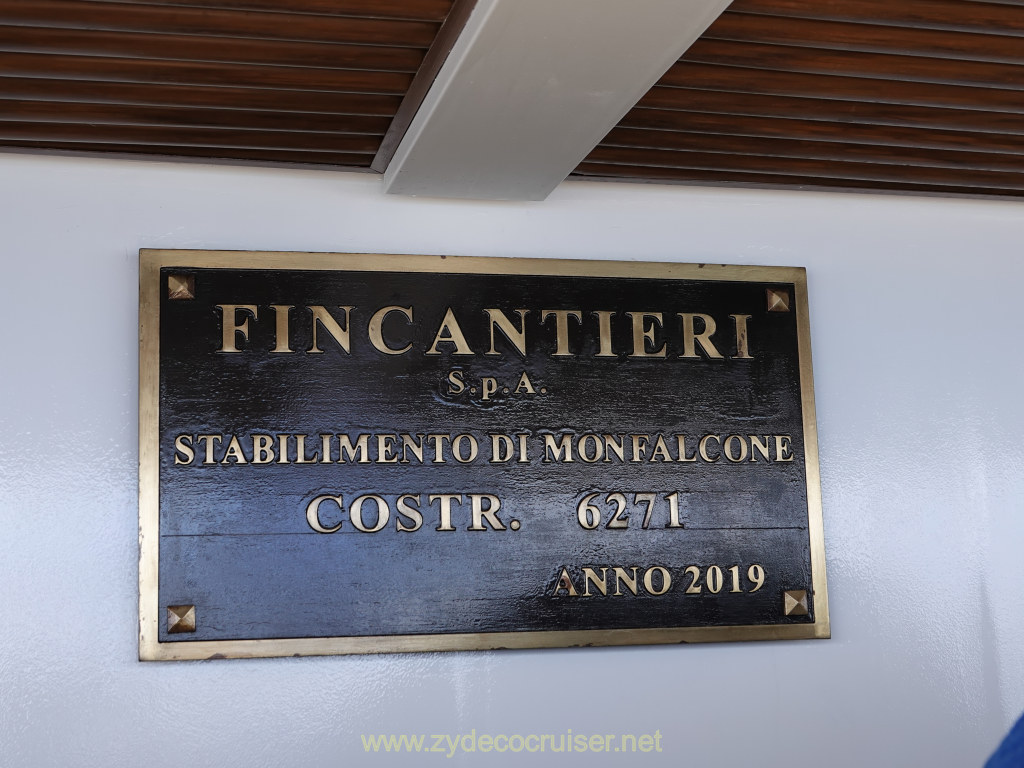 FINCANTIERI
S.p.A.
STABILIMENTO DI MONFALCONE
COSTR. 6271
ANNO 2019
www.zydecocruiser.net